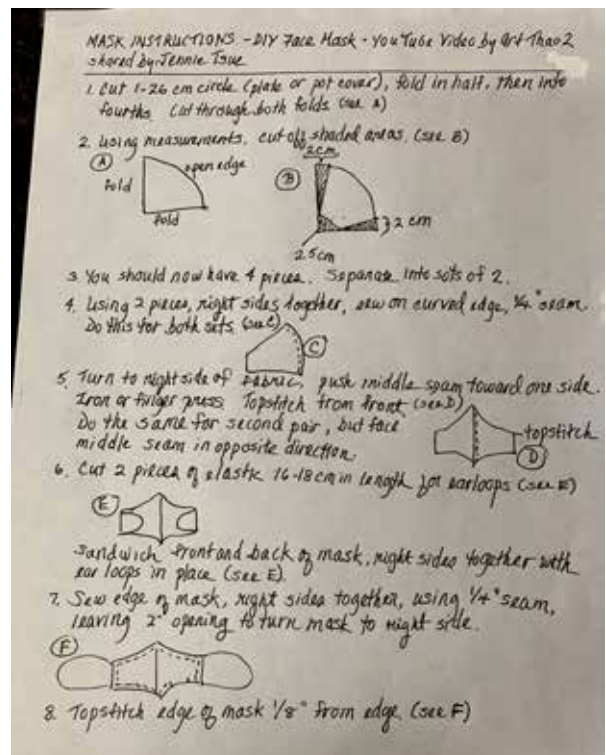 MASK INSTRUCTIONS - DIY Face Mask - YouTube Video by Art Thao2
shared by Jennie Tsue
1. Cut 1-26 cm circle (plate or pot cover), fold in half, then into
fourths. Cut through both folds (see A)
2. Using measurements, cut off shaded areas. (see B)
A
open edge
fold
fold
2cm
B
2 cm
2.5cm
3. You should now have 4 pieces. Separate into sets of 2.
4. Using 2 pieces, right sides together, sew on curved edge, 1/4" seam.
Do this for both sets (see C)
C
5. Turn to right side of fabric, push middle seam toward one side.
Iron or finger press. Topstitch from front (see D)
Do the same for second pair, but face
middle seam in opposite direction.
topstitch
D
6. Cut 2 pieces of elastic 16-18cm in length for earloops (see E)
E
Sandwich front and back of mask, right sides together with
ear loops in place (see E).
7. Sew edge of mask, right sides together, using 1/4" seam,
leaving 2" opening to turn mask to right side.
F
8. Topstitch edge of mask 1/8" from edge. (see F)